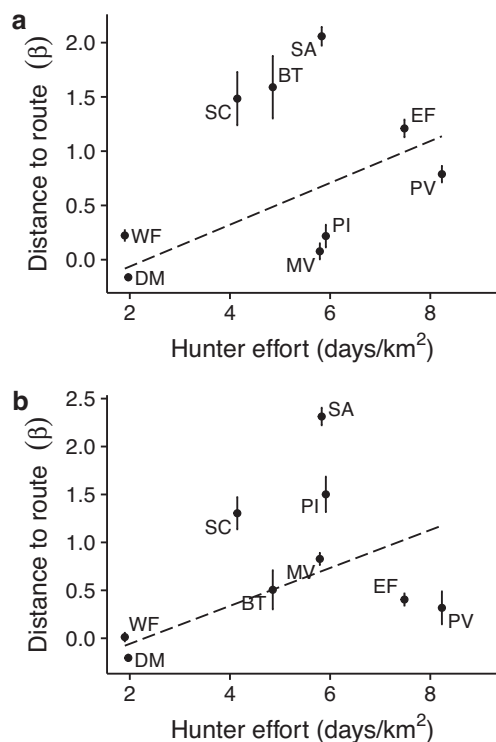 a
2.0
1.5
1.0
0.5
0.0
Distance to route (β)
SA
BT
SC
EF
PV
WF
PI
MV
DM
2 4 6 8
Hunter effort (days/km²)
b
2.5
2.0
1.5
1.0
0.5
0.0
Distance to route (β)
SA
PI
SC
MV
BT
EF
PV
WF
DM
2 4 6 8
Hunter effort (days/km²)